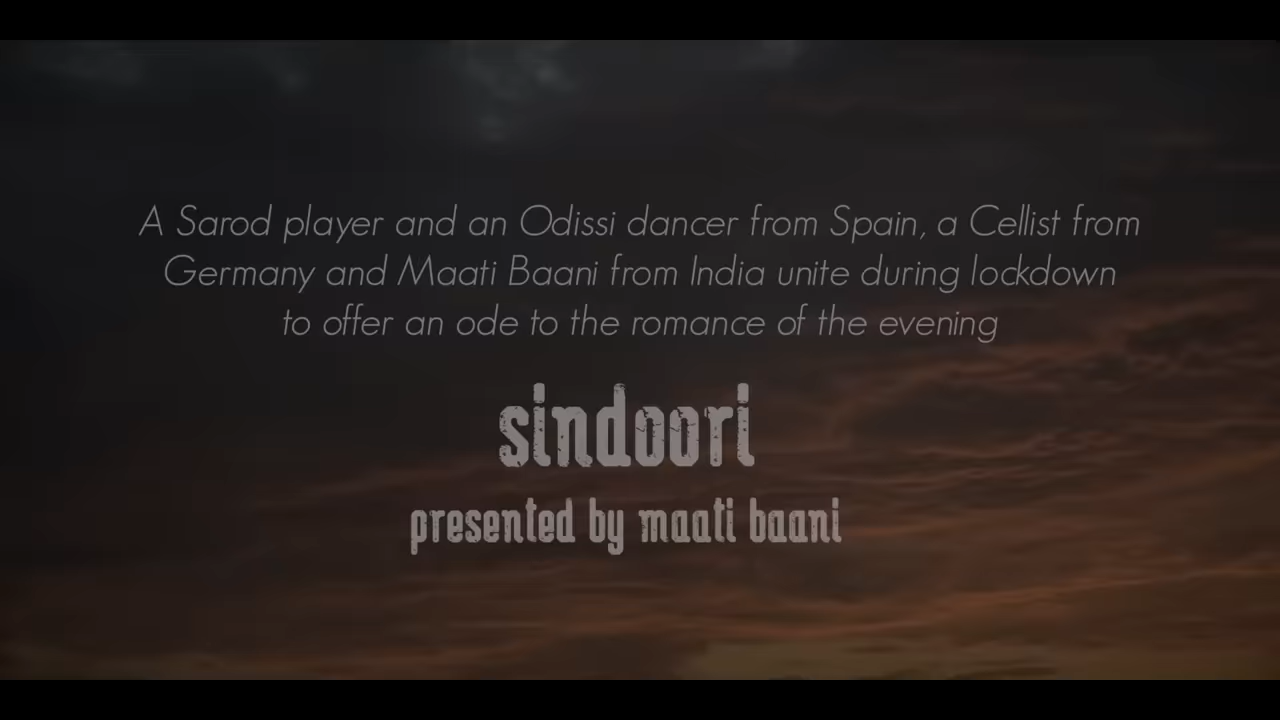 A Sarod player and an Odissi dancer from Spain, a Cellist from
Germany and Maati Baani from India unite during lockdown
to offer an ode to the romance of the evening
sindoori
presented by maati baani